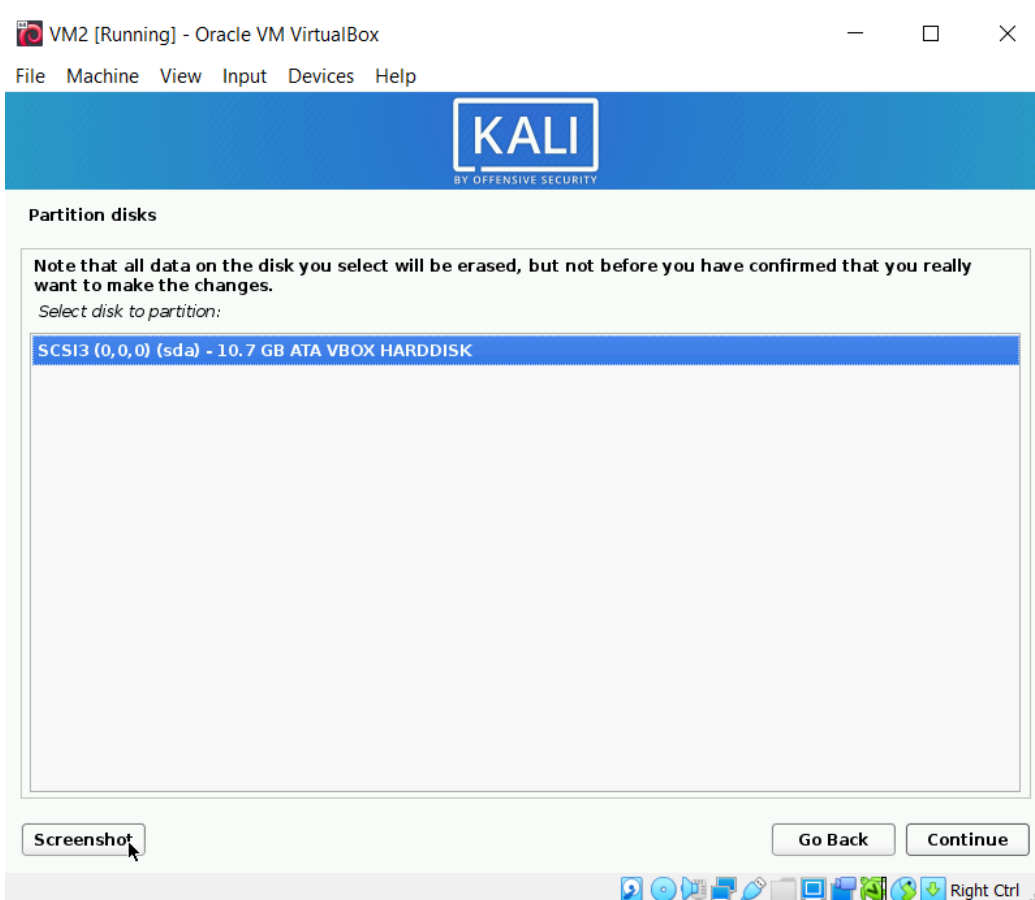 VM2 [Running] - Oracle VM VirtualBox
File Machine View Input Devices Help
KALI
BY OFFENSIVE SECURITY
Partition disks
Note that all data on the disk you select will be erased, but not before you have confirmed that you really
want to make the changes.
Select disk to partition:
SCSI3 (0,0,0) (sda) - 10.7 GB ATA VBOX HARDDISK
Screenshot Go Back Continue
Right Ctrl